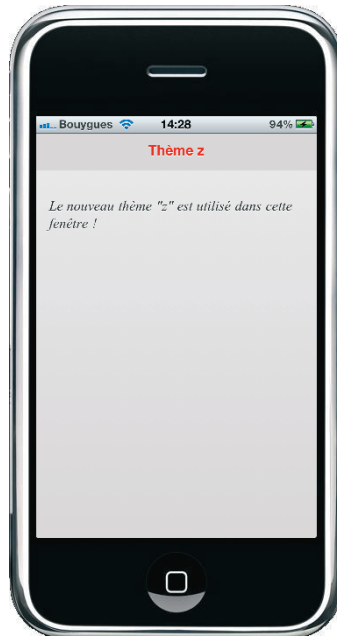 Bouygues 14:28 94%
Thème z
Le nouveau thème "z" est utilisé dans cette
fenêtre !